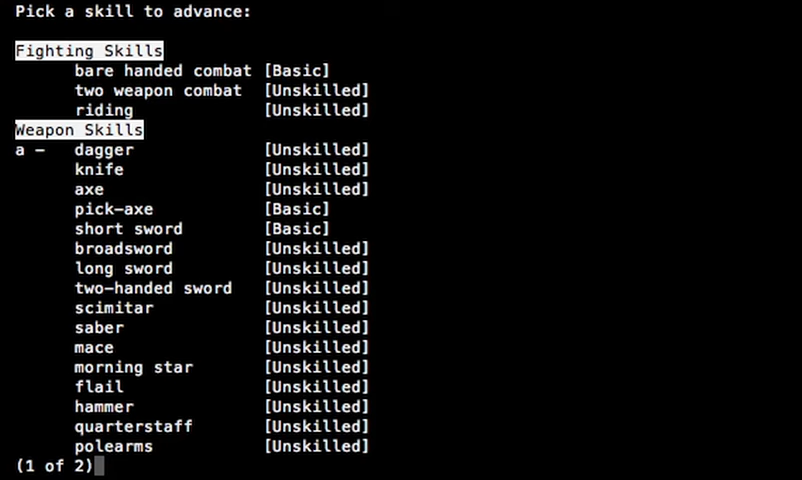 Pick a skill to advance:
Fighting Skills
bare handed combat [Basic]
two weapon combat [Unskilled]
riding [Unskilled]
Weapon Skills
a - dagger [Unskilled]
knife [Unskilled]
axe [Unskilled]
pick-axe [Basic]
short sword [Basic]
broadsword [Unskilled]
long sword [Unskilled]
two-handed sword [Unskilled]
scimitar [Unskilled]
saber [Unskilled]
mace [Unskilled]
morning star [Unskilled]
flail [Unskilled]
hammer [Unskilled]
quarterstaff [Unskilled]
polearms [Unskilled]
(1 of 2)